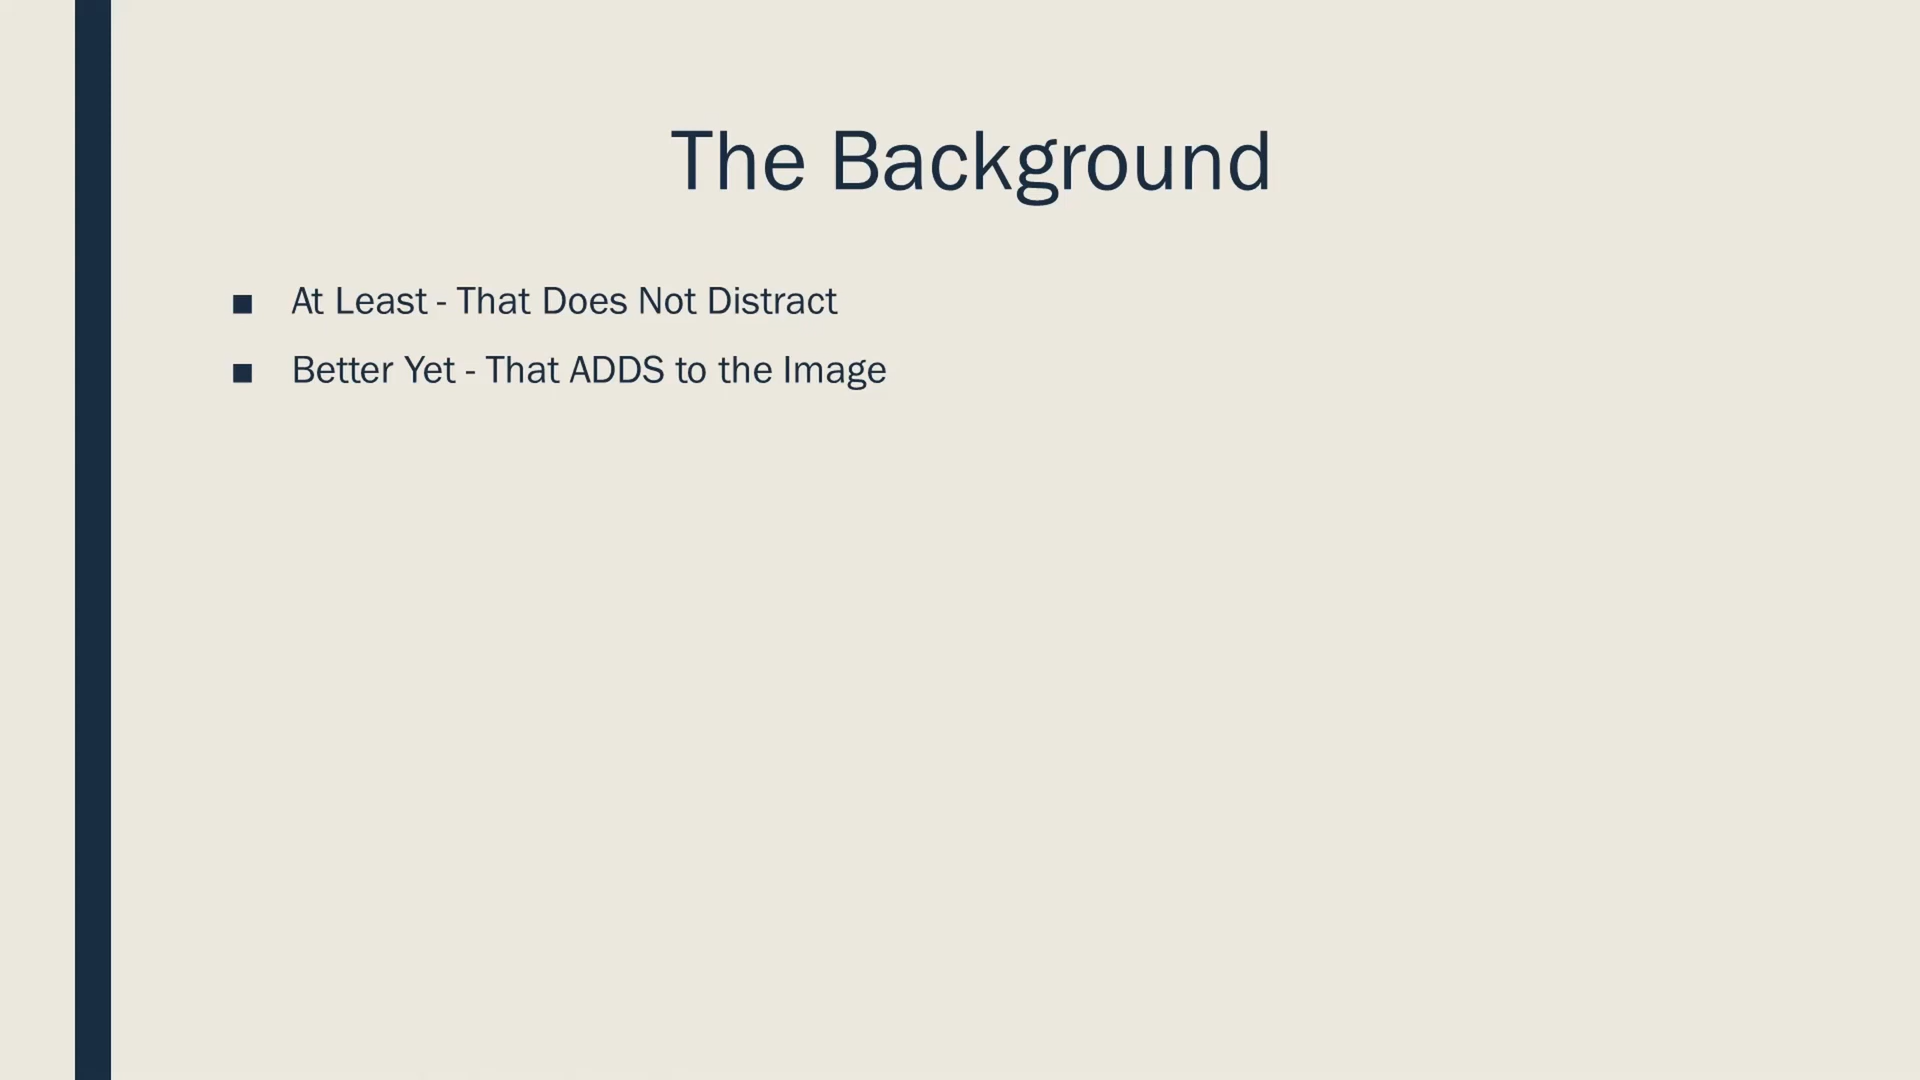 The Background
■ At Least - That Does Not Distract
■ Better Yet - That ADDS to the Image